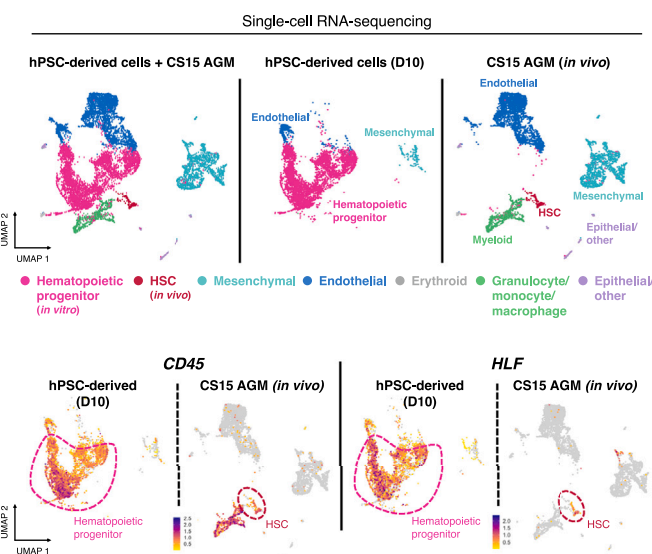 Single-cell RNA-sequencing
hPSC-derived cells + CS15 AGM
hPSC-derived cells (D10)
CS15 AGM (in vivo)
Endothelial
Endothelial
Mesenchymal
Hematopoietic
progenitor
Mesenchymal
HSC
Myeloid
Epithelial/
other
UMAP 2
UMAP 1
Hematopoietic
progenitor
(in vitro)
HSC
(in vivo)
Mesenchymal
Endothelial
Erythroid
Granulocyte/
monocyte/
macrophage
Epithelial/
other
CD45
HLF
hPSC-derived
(D10)
CS15 AGM (in vivo)
hPSC-derived
(D10)
CS15 AGM (in vivo)
Hematopoietic
progenitor
2.5
2.0
1.5
1.0
0.5
0.0
HSC
Hematopoietic
progenitor
2.0
1.5
1.0
0.5
0.0
HSC
UMAP 2
UMAP 1